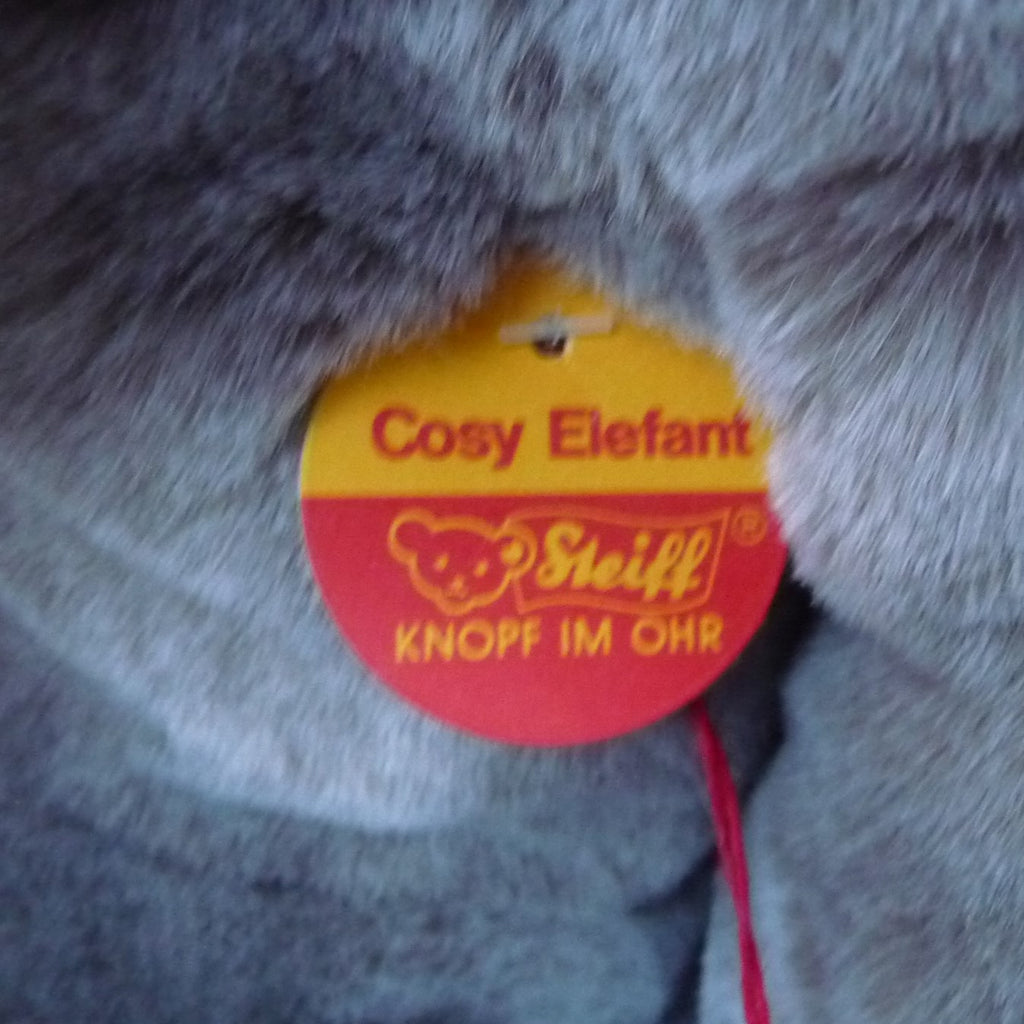 Cosy Elefant
Steiff ®
KNOPF IM OHR